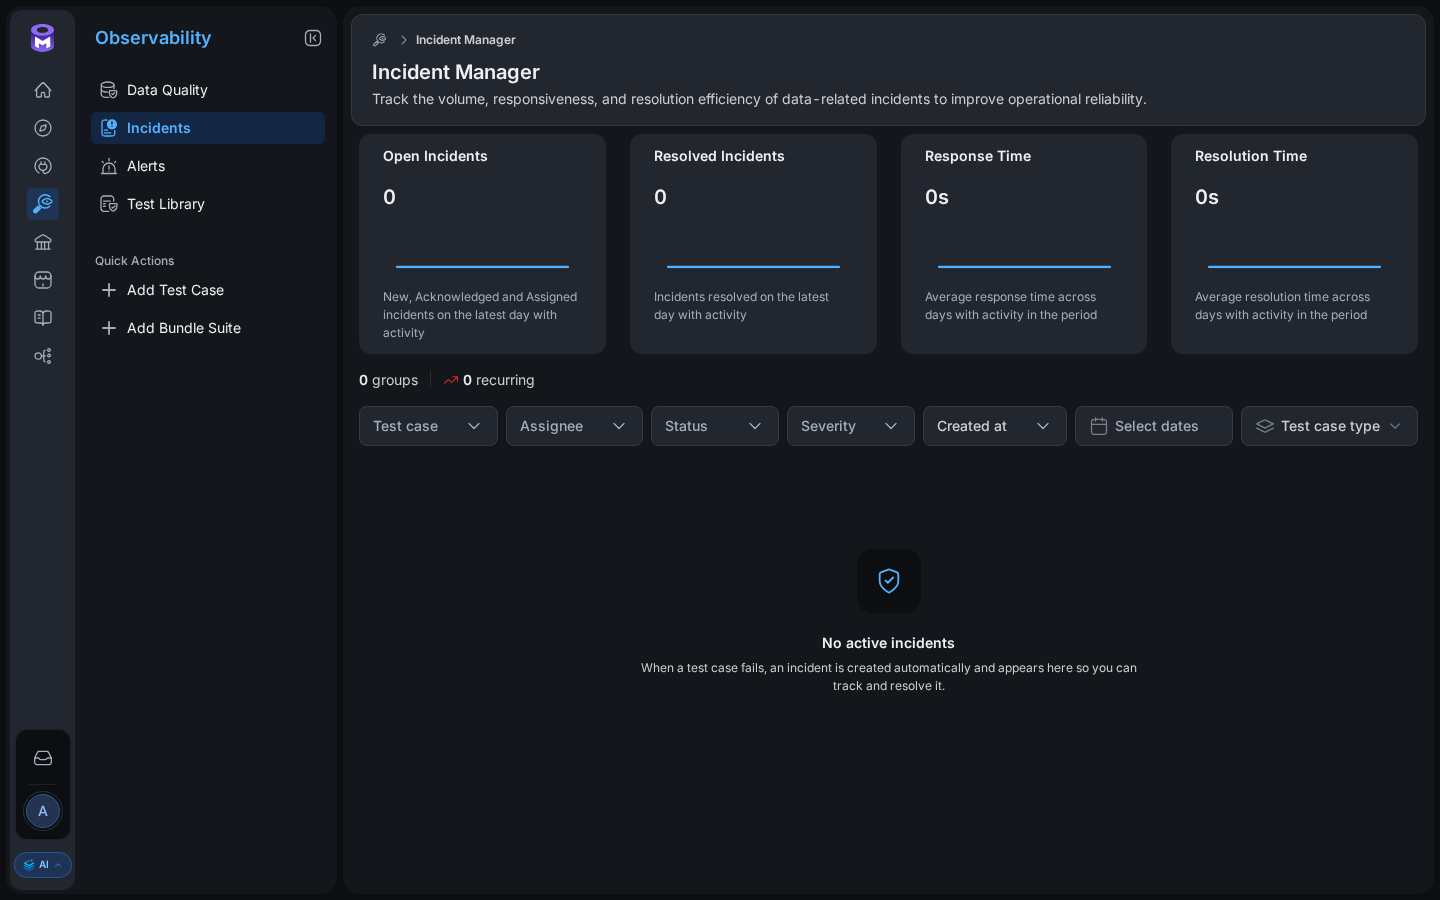 Observability
Data Quality
Incidents
Alerts
Test Library
Quick Actions
Add Test Case
Add Bundle Suite
A
AI
Incident Manager
Incident Manager
Track the volume, responsiveness, and resolution efficiency of data-related incidents to improve operational reliability.
Open Incidents
0
New, Acknowledged and Assigned
incidents on the latest day with
activity
Resolved Incidents
0
Incidents resolved on the latest
day with activity
Response Time
0s
Average response time across
days with activity in the period
Resolution Time
0s
Average resolution time across
days with activity in the period
0 groups
0 recurring
Test case
Assignee
Status
Severity
Created at
Select dates
Test case type
No active incidents
When a test case fails, an incident is created automatically and appears here so you can
track and resolve it.